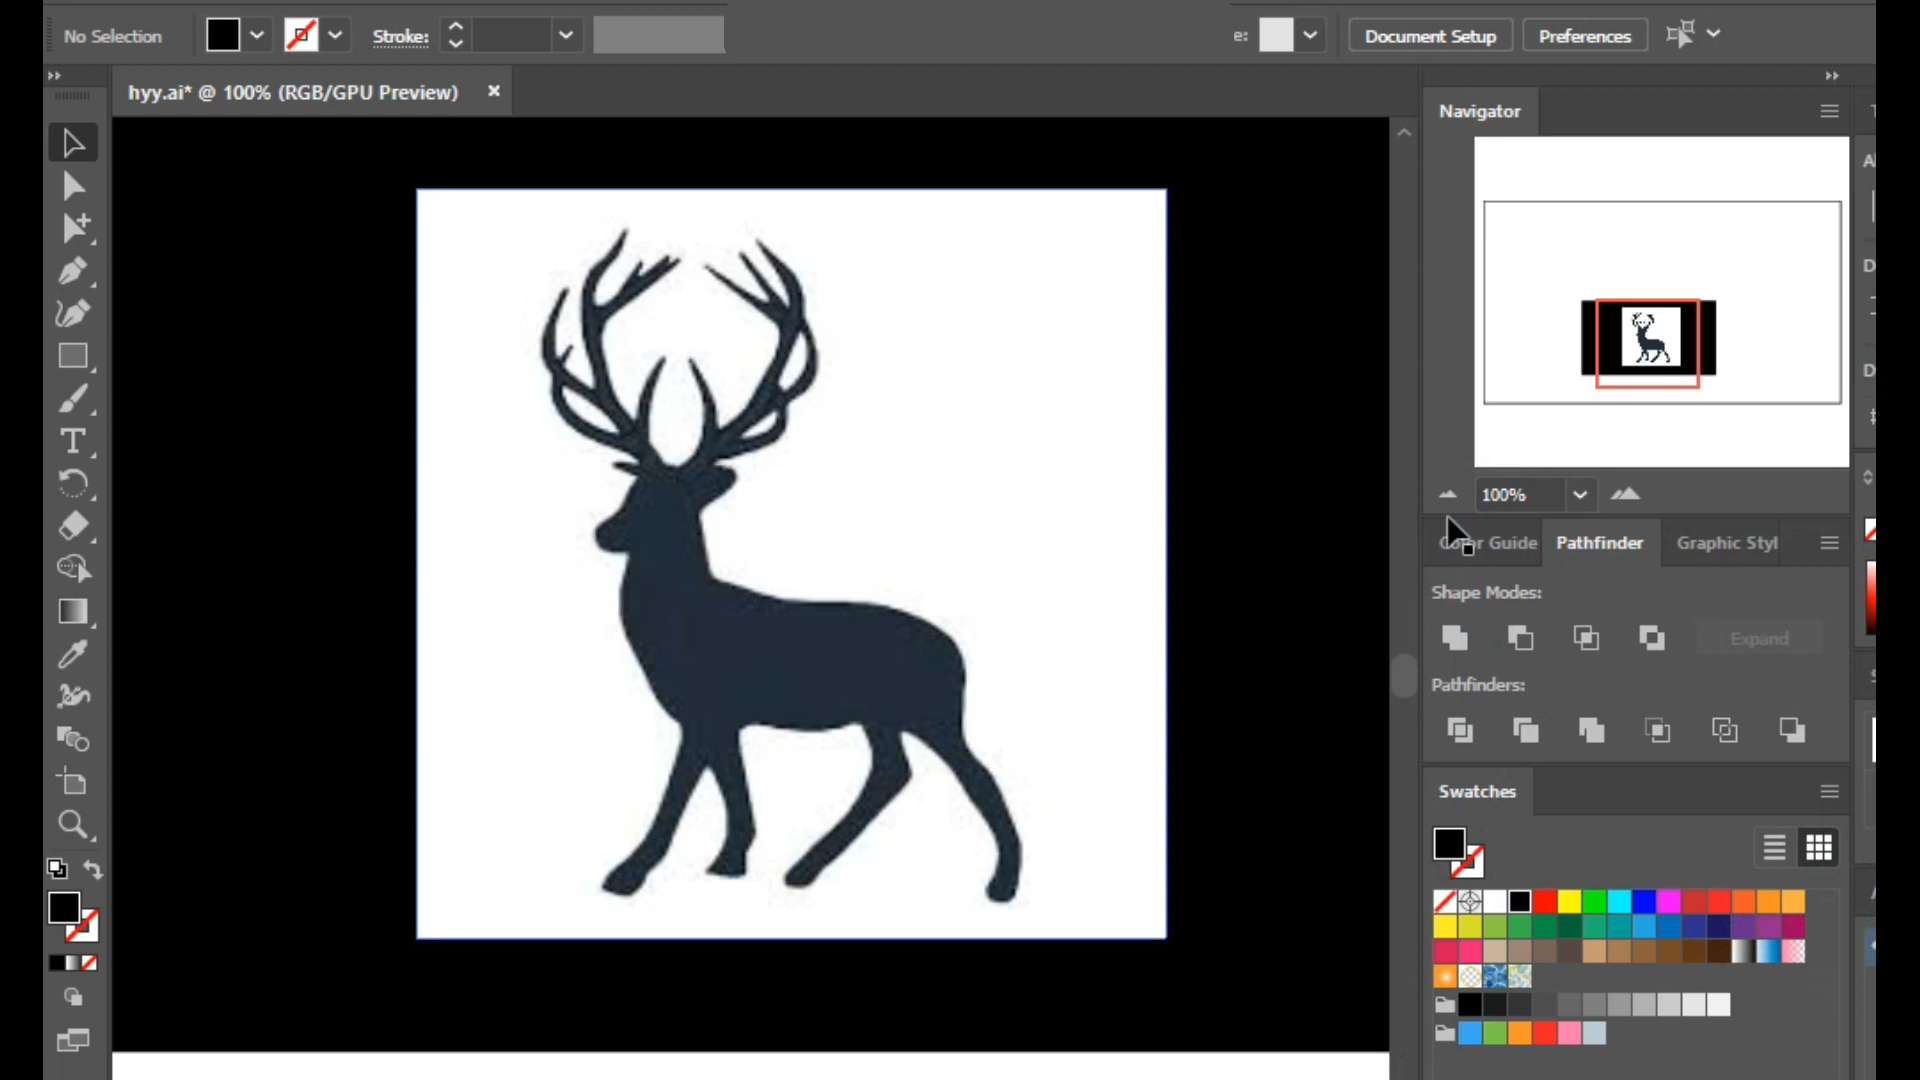 No Selection
Stroke:
e:
Document Setup
Preferences
hyy.ai* @ 100% (RGB/GPU Preview)
Navigator
100%
Guide
Pathfinder
Graphic Styl
Shape Modes:
Expand
Pathfinders:
Swatches